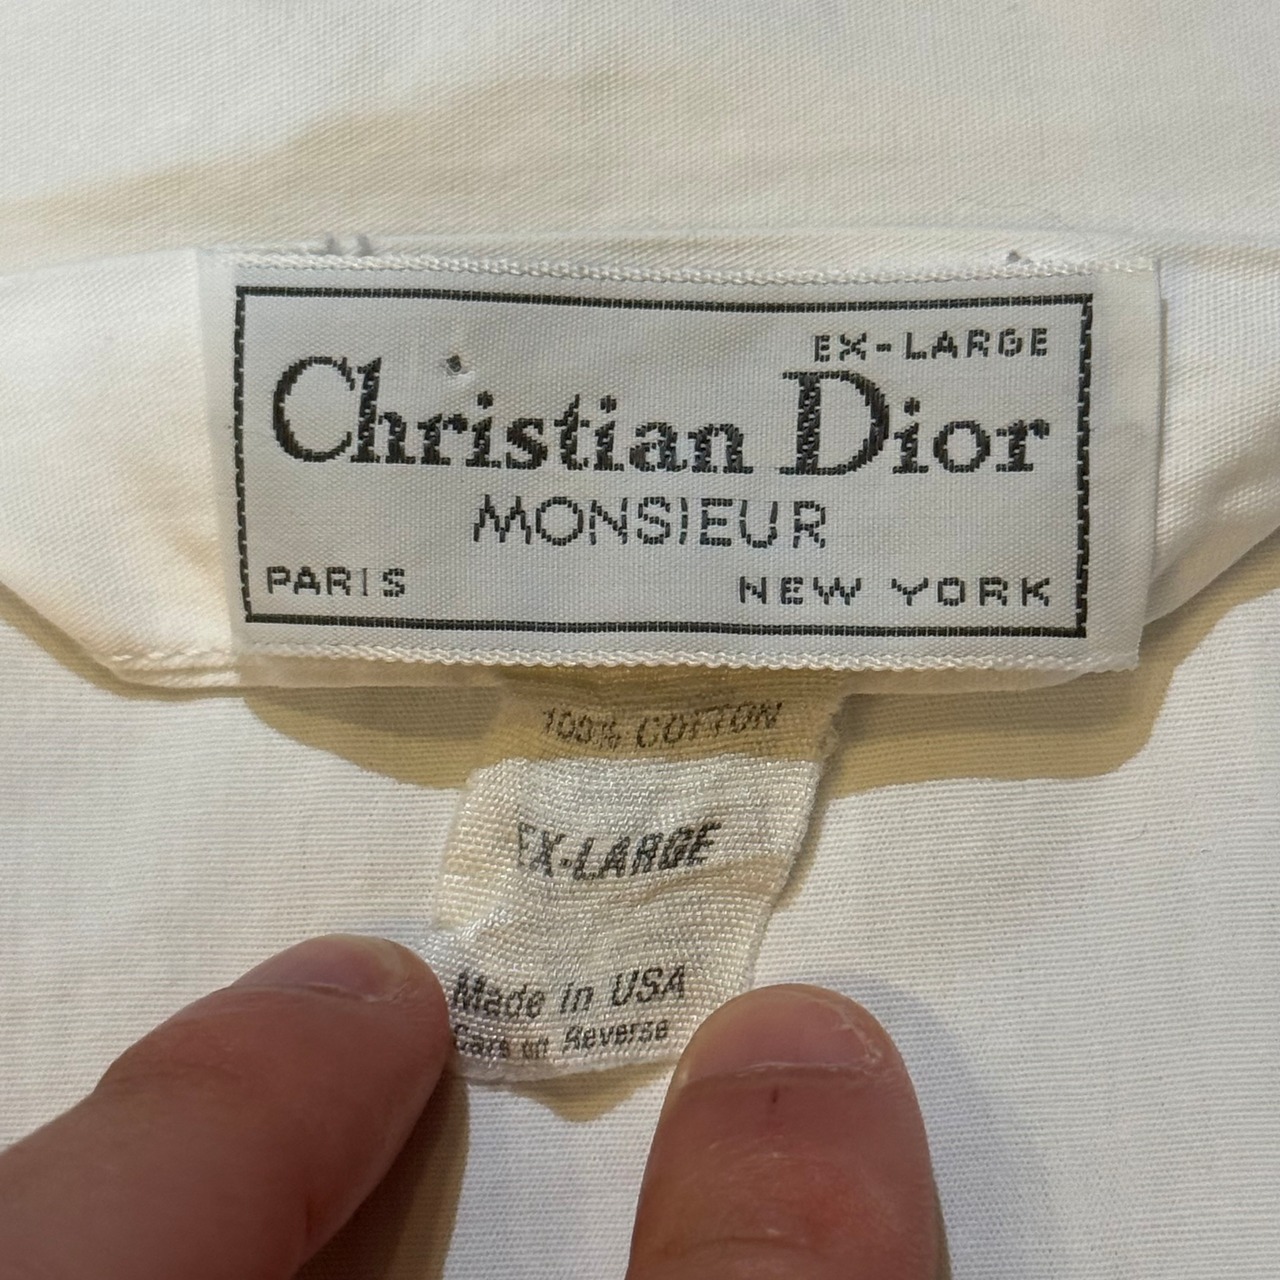 EX-LARGE
Christian Dior
MONSIEUR
PARIS NEW YORK
100% COTTON
EX-LARGE
Made in USA
Care on Reverse